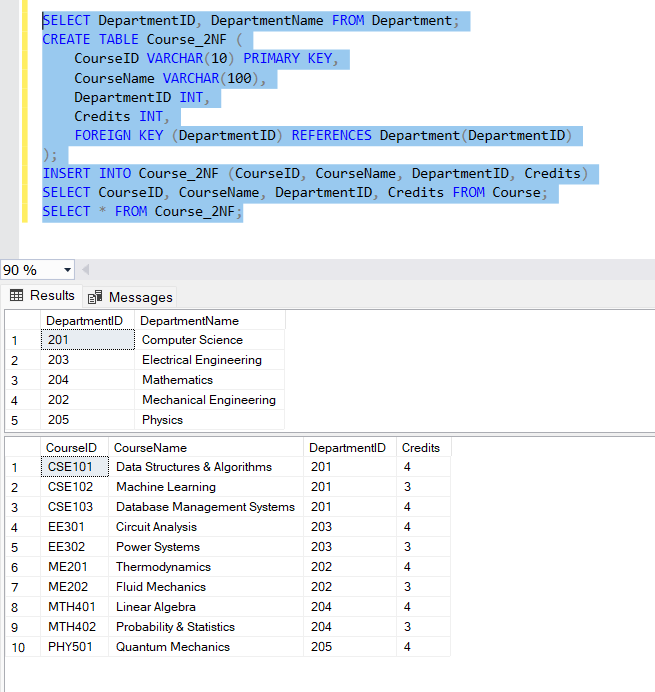 SELECT DepartmentID, DepartmentName FROM Department;
CREATE TABLE Course_2NF (
CourseID VARCHAR(10) PRIMARY KEY,
CourseName VARCHAR(100),
DepartmentID INT,
Credits INT,
FOREIGN KEY (DepartmentID) REFERENCES Department(DepartmentID)
);
INSERT INTO Course_2NF (CourseID, CourseName, DepartmentID, Credits)
SELECT CourseID, CourseName, DepartmentID, Credits FROM Course;
SELECT * FROM Course_2NF;
90 %
Results Messages
DepartmentID DepartmentName
1 201 Computer Science
2 203 Electrical Engineering
3 204 Mathematics
4 202 Mechanical Engineering
5 205 Physics
CourseID CourseName DepartmentID Credits
1 CSE101 Data Structures & Algorithms 201 4
2 CSE102 Machine Learning 201 3
3 CSE103 Database Management Systems 201 4
4 EE301 Circuit Analysis 203 4
5 EE302 Power Systems 203 3
6 ME201 Thermodynamics 202 4
7 ME202 Fluid Mechanics 202 3
8 MTH401 Linear Algebra 204 4
9 MTH402 Probability & Statistics 204 3
10 PHY501 Quantum Mechanics 205 4